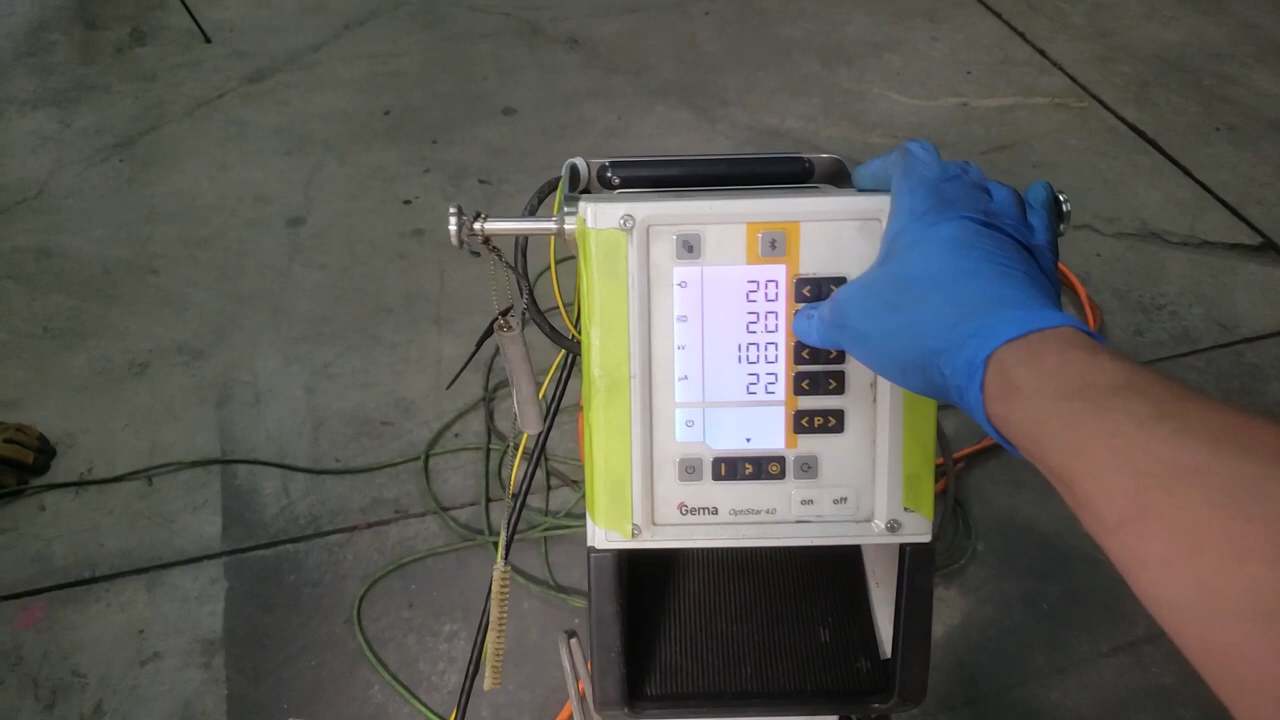 20
2.0
kV 100
µA 22
< >
< >
< >
< P >
Gema OptiStar 4.0
on off